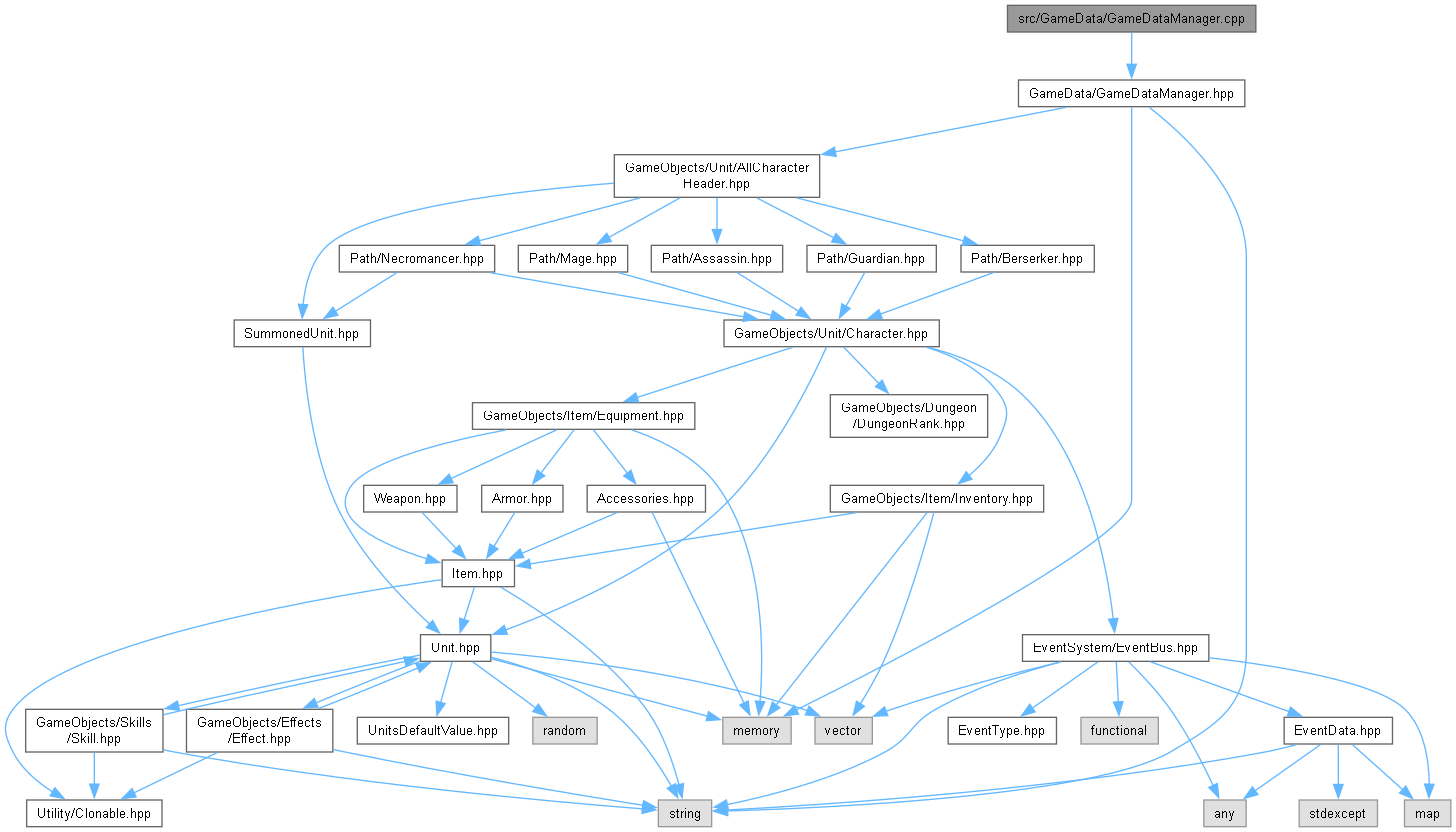 src/GameData/GameDataManager.cpp
GameData/GameDataManager.hpp
GameObjects/Unit/AllCharacter
Header.hpp
Path/Necromancer.hpp
Path/Mage.hpp
Path/Assassin.hpp
Path/Guardian.hpp
Path/Berserker.hpp
SummonedUnit.hpp
GameObjects/Unit/Character.hpp
GameObjects/Item/Equipment.hpp
GameObjects/Dungeon
/DungeonRank.hpp
Weapon.hpp
Armor.hpp
Accessories.hpp
GameObjects/Item/Inventory.hpp
Item.hpp
Unit.hpp
EventSystem/EventBus.hpp
GameObjects/Skills
/Skill.hpp
GameObjects/Effects
/Effect.hpp
UnitsDefaultValue.hpp
random
memory
vector
EventType.hpp
functional
EventData.hpp
Utility/Clonable.hpp
string
any
stdexcept
map